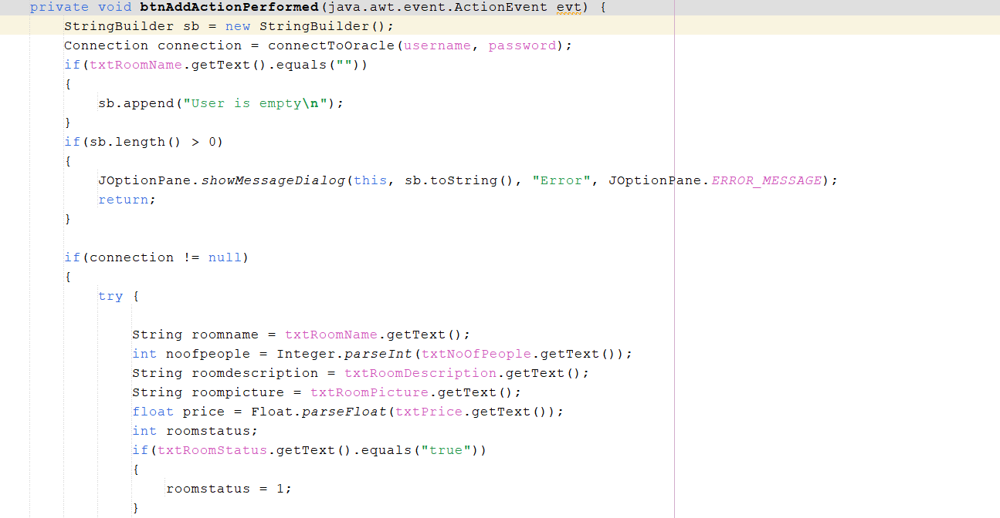 private void btnAddActionPerformed(java.awt.event.ActionEvent evt) {
    StringBuilder sb = new StringBuilder();
    Connection connection = connectToOracle(username, password);
    if(txtRoomName.getText().equals(""))
    {
        sb.append("User is empty\n");
    }
    if(sb.length() > 0)
    {
        JOptionPane.showMessageDialog(this, sb.toString(), "Error", JOptionPane.ERROR_MESSAGE);
        return;
    }

    if(connection != null)
    {
        try {

            String roomname = txtRoomName.getText();
            int noofpeople = Integer.parseInt(txtNoOfPeople.getText());
            String roomdescription = txtRoomDescription.getText();
            String roompicture = txtRoomPicture.getText();
            float price = Float.parseFloat(txtPrice.getText());
            int roomstatus;
            if(txtRoomStatus.getText().equals("true"))
            {
                roomstatus = 1;
            }